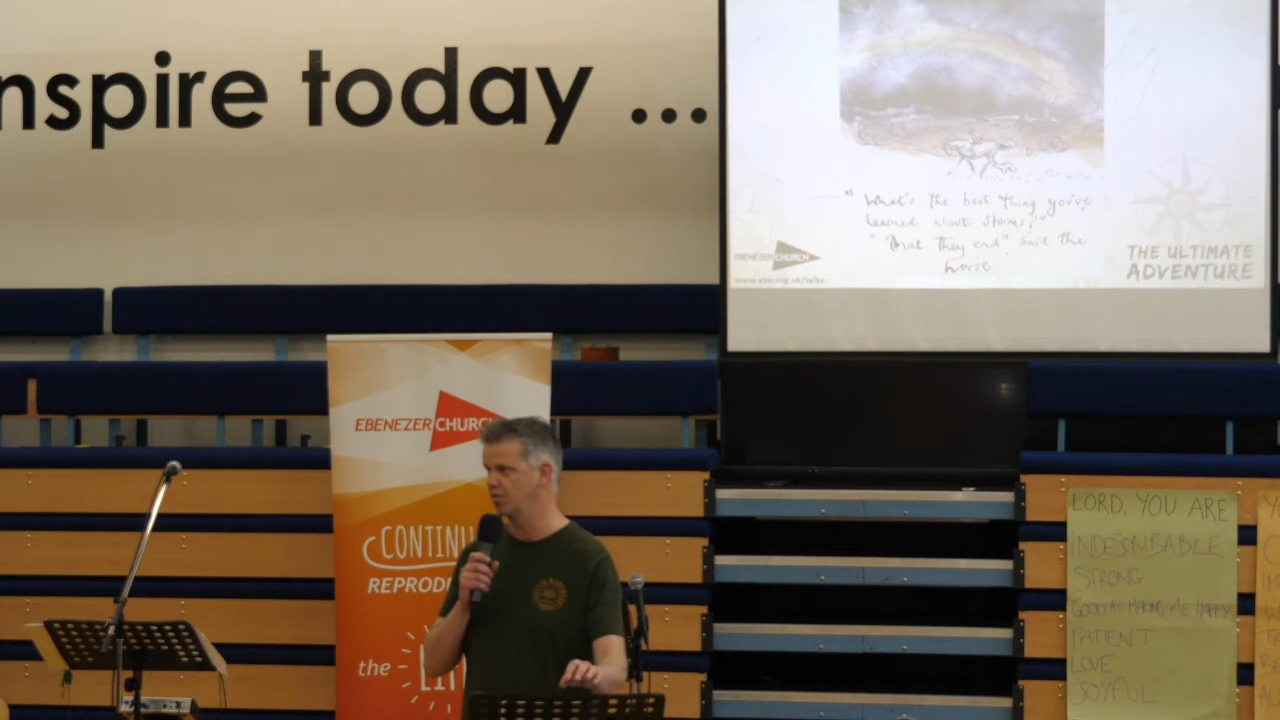 nspire today ...
"What's the best thing you've
learned about storms?"
"That they end" said the
horse
EBENEZER CHURCH
www.ebe.org.uk/talks
THE ULTIMATE
ADVENTURE
EBENEZER CHURCH
CONTINU
REPRODU
the LI
LORD, YOU ARE
INDESCRIBABLE
STRONG
GOOD AT MAKING ME HAPPY
PATIENT
LOVE
JOYFUL